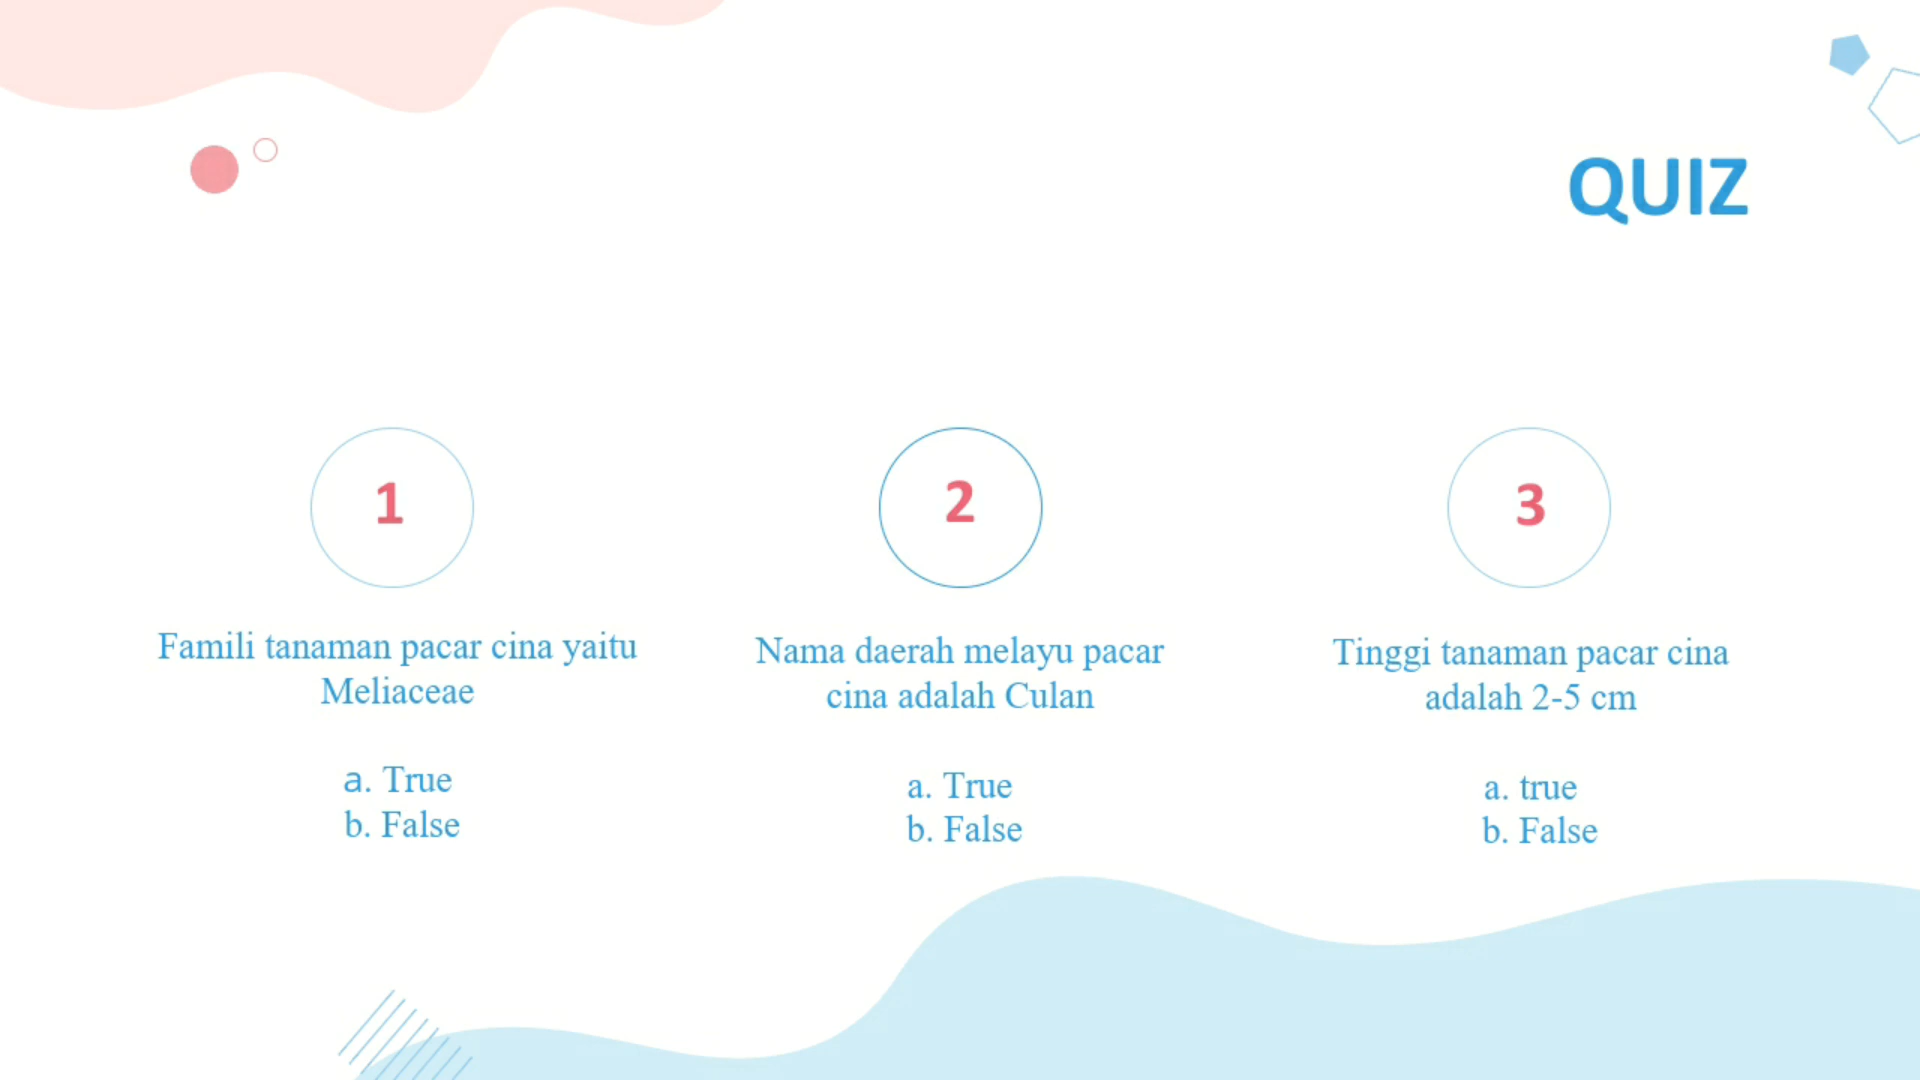 QUIZ
1
Famili tanaman pacar cina yaitu
Meliaceae
a. True
b. False
2
Nama daerah melayu pacar
cina adalah Culan
a. True
b. False
3
Tinggi tanaman pacar cina
adalah 2-5 cm
a. true
b. False